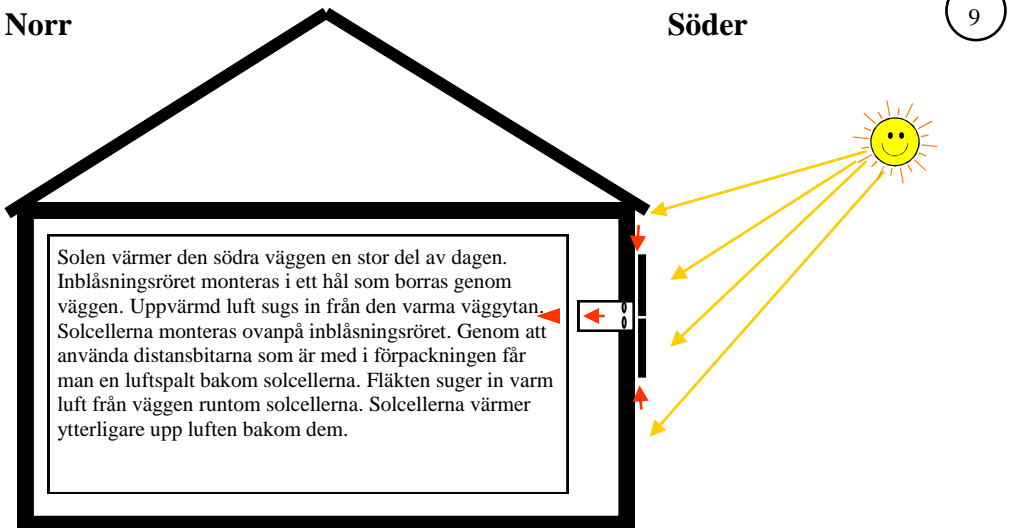 Norr
Söder
9
Solen värmer den södra väggen en stor del av dagen.
Inblåsningsröret monteras i ett hål som borras genom
väggen. Uppvärmd luft sugs in från den varma väggytan.
Solcellerna monteras ovanpå inblåsningsröret. Genom att
använda distansbitarna som är med i förpackningen får
man en luftspalt bakom solcellerna. Fläkten suger in varm
luft från väggen runtom solcellerna. Solcellerna värmer
ytterligare upp luften bakom dem.